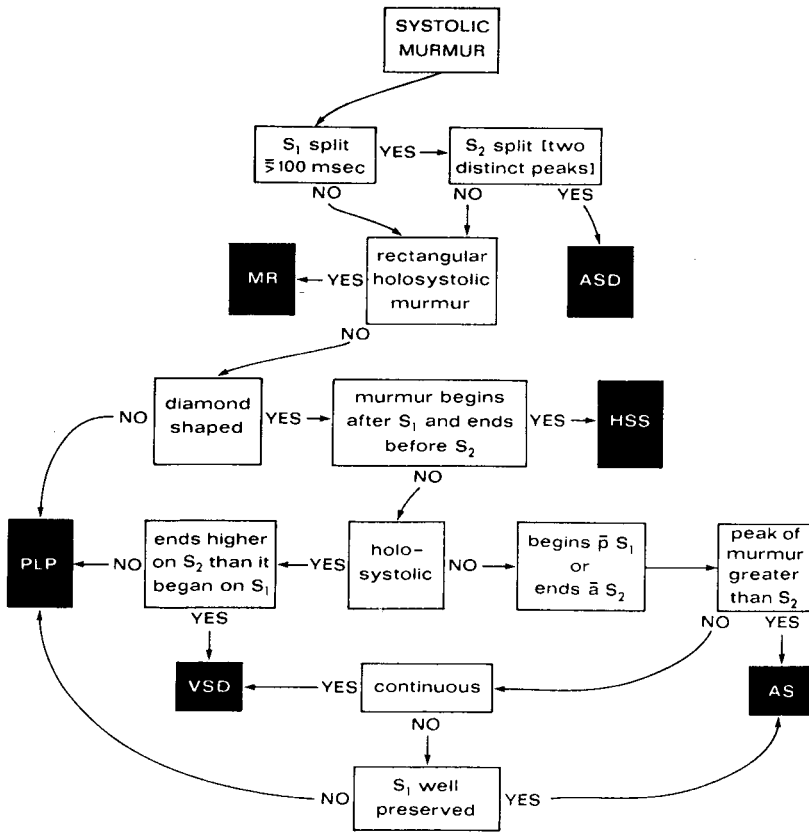 SYSTOLIC
MURMUR
S₁ split
≧100 msec
YES
S₂ split [two
distinct peaks]
NO
NO
YES
MR
YES
rectangular
holosystolic
murmur
ASD
NO
NO
diamond
shaped
YES
murmur begins
after S₁ and ends
before S₂
YES
HSS
NO
PLP
NO
ends higher
on S₂ than it
began on S₁
YES
holo-
systolic
NO
begins p̄ S₁
or
ends ā S₂
peak of
murmur
greater
than S₂
YES
NO
YES
VSD
YES
continuous
AS
NO
NO
S₁ well
preserved
YES